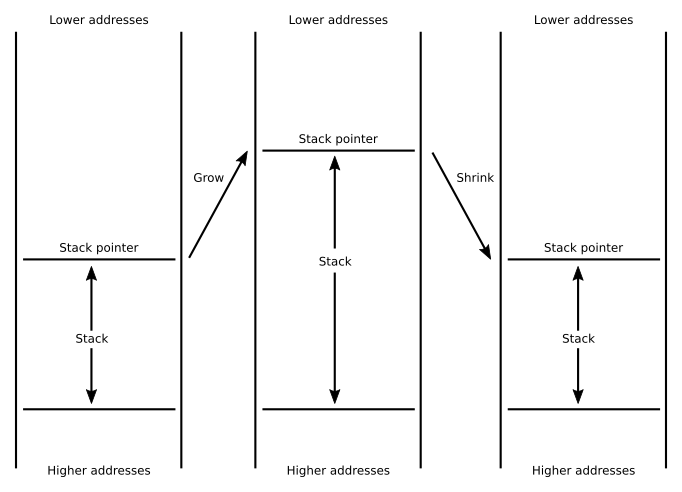 Lower addresses
Lower addresses
Lower addresses
Stack pointer
Grow
Shrink
Stack pointer
Stack pointer
Stack
Stack
Stack
Higher addresses
Higher addresses
Higher addresses